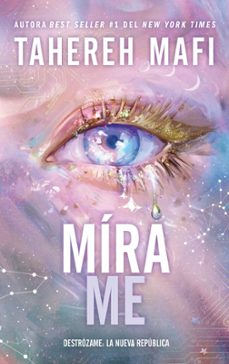 AUTORA BEST SELLER #1 DEL NEW YORK TIMES
TAHEREH MAFI
MÍRA
ME
DESTRÓZAME: LA NUEVA REPÚBLICA